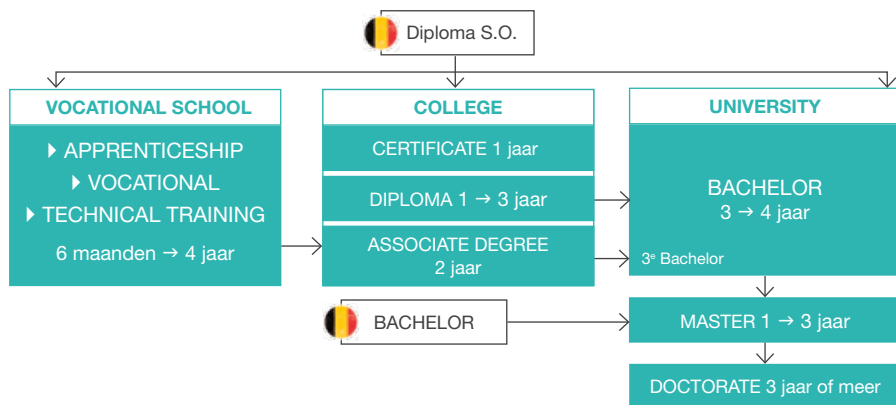 Diploma S.O.
VOCATIONAL SCHOOL
APPRENTICESHIP
VOCATIONAL
TECHNICAL TRAINING
6 maanden → 4 jaar
COLLEGE
CERTIFICATE 1 jaar
DIPLOMA 1 → 3 jaar
ASSOCIATE DEGREE
2 jaar
UNIVERSITY
BACHELOR
3 → 4 jaar
3e Bachelor
BACHELOR
MASTER 1 → 3 jaar
DOCTORATE 3 jaar of meer